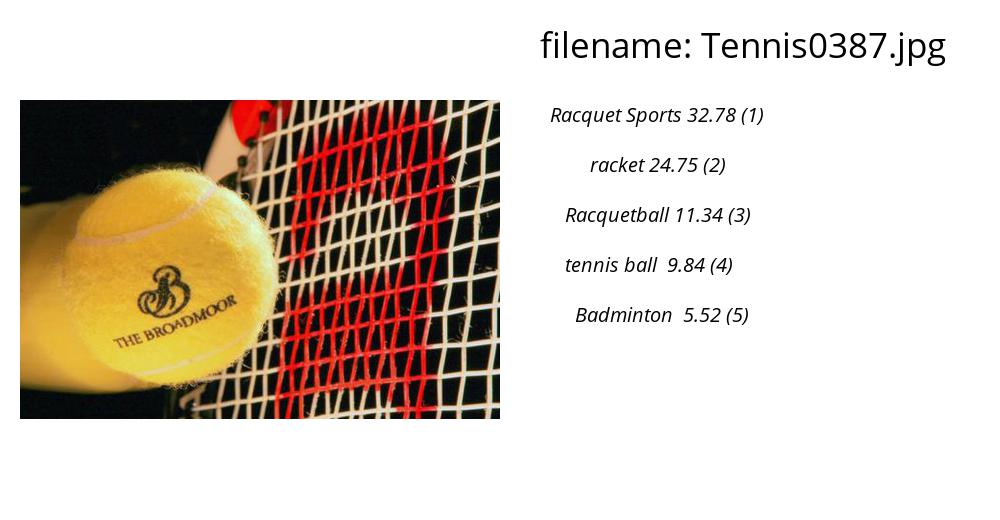 filename: Tennis0387.jpg
Racquet Sports 32.78 (1)
racket 24.75 (2)
Racquetball 11.34 (3)
tennis ball 9.84 (4)
Badminton 5.52 (5)
B
THE BROADMOOR